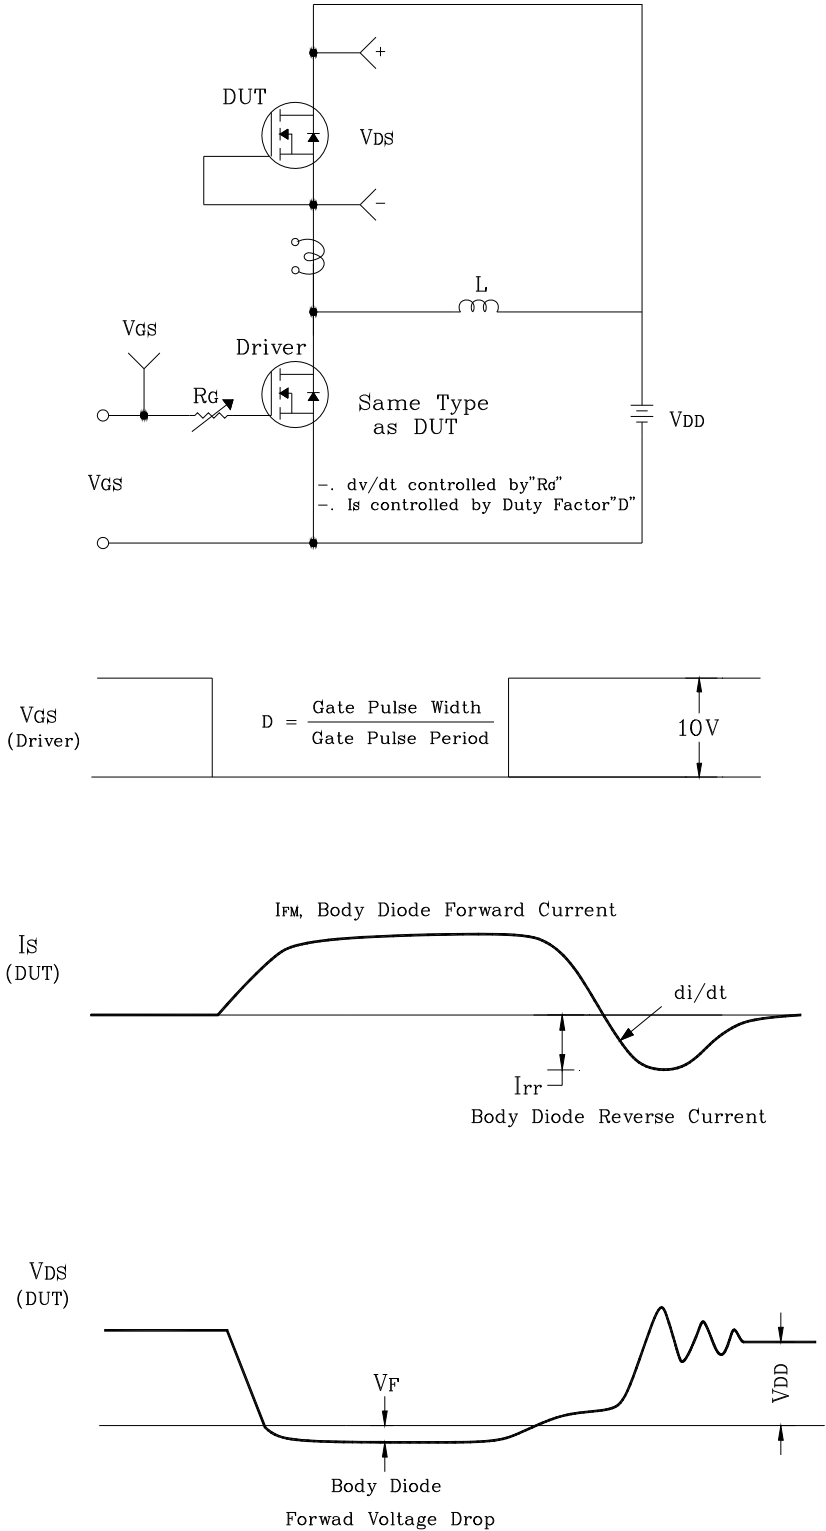 +
DUT
VDS
-
L
VGS
Driver
RG
Same Type
as DUT
VDD
VGS
-. dv/dt controlled by"RG"
-. Is controlled by Duty Factor"D"
VGS
(Driver)
D = Gate Pulse Width
Gate Pulse Period
10V
IFM, Body Diode Forward Current
IS
(DUT)
di/dt
Irr
Body Diode Reverse Current
VDS
(DUT)
VF
VDD
Body Diode
Forwad Voltage Drop